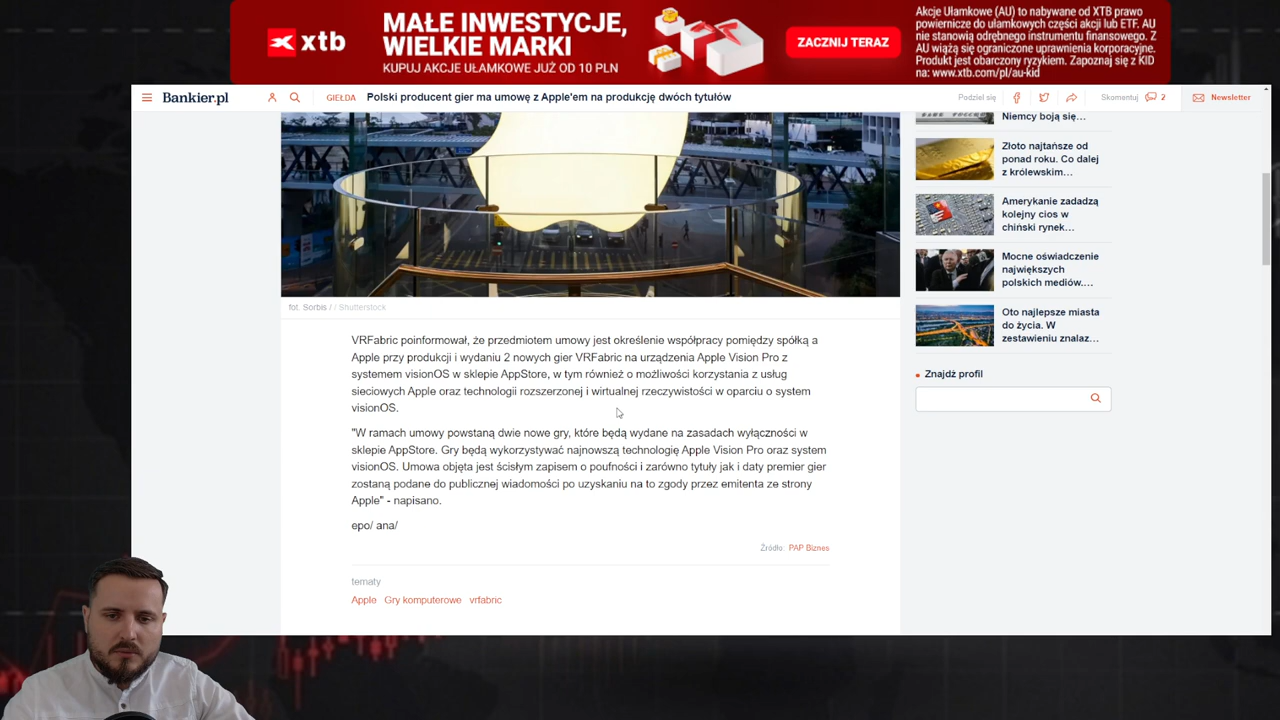 xtb
MAŁE INWESTYCJE,
WIELKIE MARKI
KUPUJ AKCJE UŁAMKOWE JUŻ OD 10 PLN
ZACZNIJ TERAZ
Akcje Ułamkowe (AU) to nabywane od XTB prawo
powiernicze do ułamkowych części akcji lub ETF. AU
nie stanowią odrębnego instrumentu finansowego. Z
AU wiążą się ograniczone uprawnienia korporacyjne.
Produkt jest obarczony ryzykiem. Zapoznaj się z KID
na: www.xtb.com/pl/au-kid
Bankier.pl
GIEŁDA Polski producent gier ma umowę z Apple'em na produkcję dwóch tytułów
Podziel się
Skomentuj 2
Newsletter
fot. Sorbis / / Shutterstock
VRFabric poinformował, że przedmiotem umowy jest określenie współpracy pomiędzy spółką a
Apple przy produkcji i wydaniu 2 nowych gier VRFabric na urządzenia Apple Vision Pro z
systemem visionOS w sklepie AppStore, w tym również o możliwości korzystania z usług
sieciowych Apple oraz technologii rozszerzonej i wirtualnej rzeczywistości w oparciu o system
visionOS.
"W ramach umowy powstaną dwie nowe gry, które będą wydane na zasadach wyłączności w
sklepie AppStore. Gry będą wykorzystywać najnowszą technologię Apple Vision Pro oraz system
visionOS. Umowa objęta jest ścisłym zapisem o poufności i zarówno tytuły jak i daty premier gier
zostaną podane do publicznej wiadomości po uzyskaniu na to zgody przez emitenta ze strony
Apple" - napisano.
epo/ ana/
Źródło: PAP Biznes
tematy
Apple Gry komputerowe vrfabric
Niemcy boją się...
Złoto najtańsze od
ponad roku. Co dalej
z królewskim...
Amerykanie zadadzą
kolejny cios w
chiński rynek...
Mocne oświadczenie
największych
polskich mediów....
Oto najlepsze miasta
do życia. W
zestawieniu znalaz...
Znajdź profil